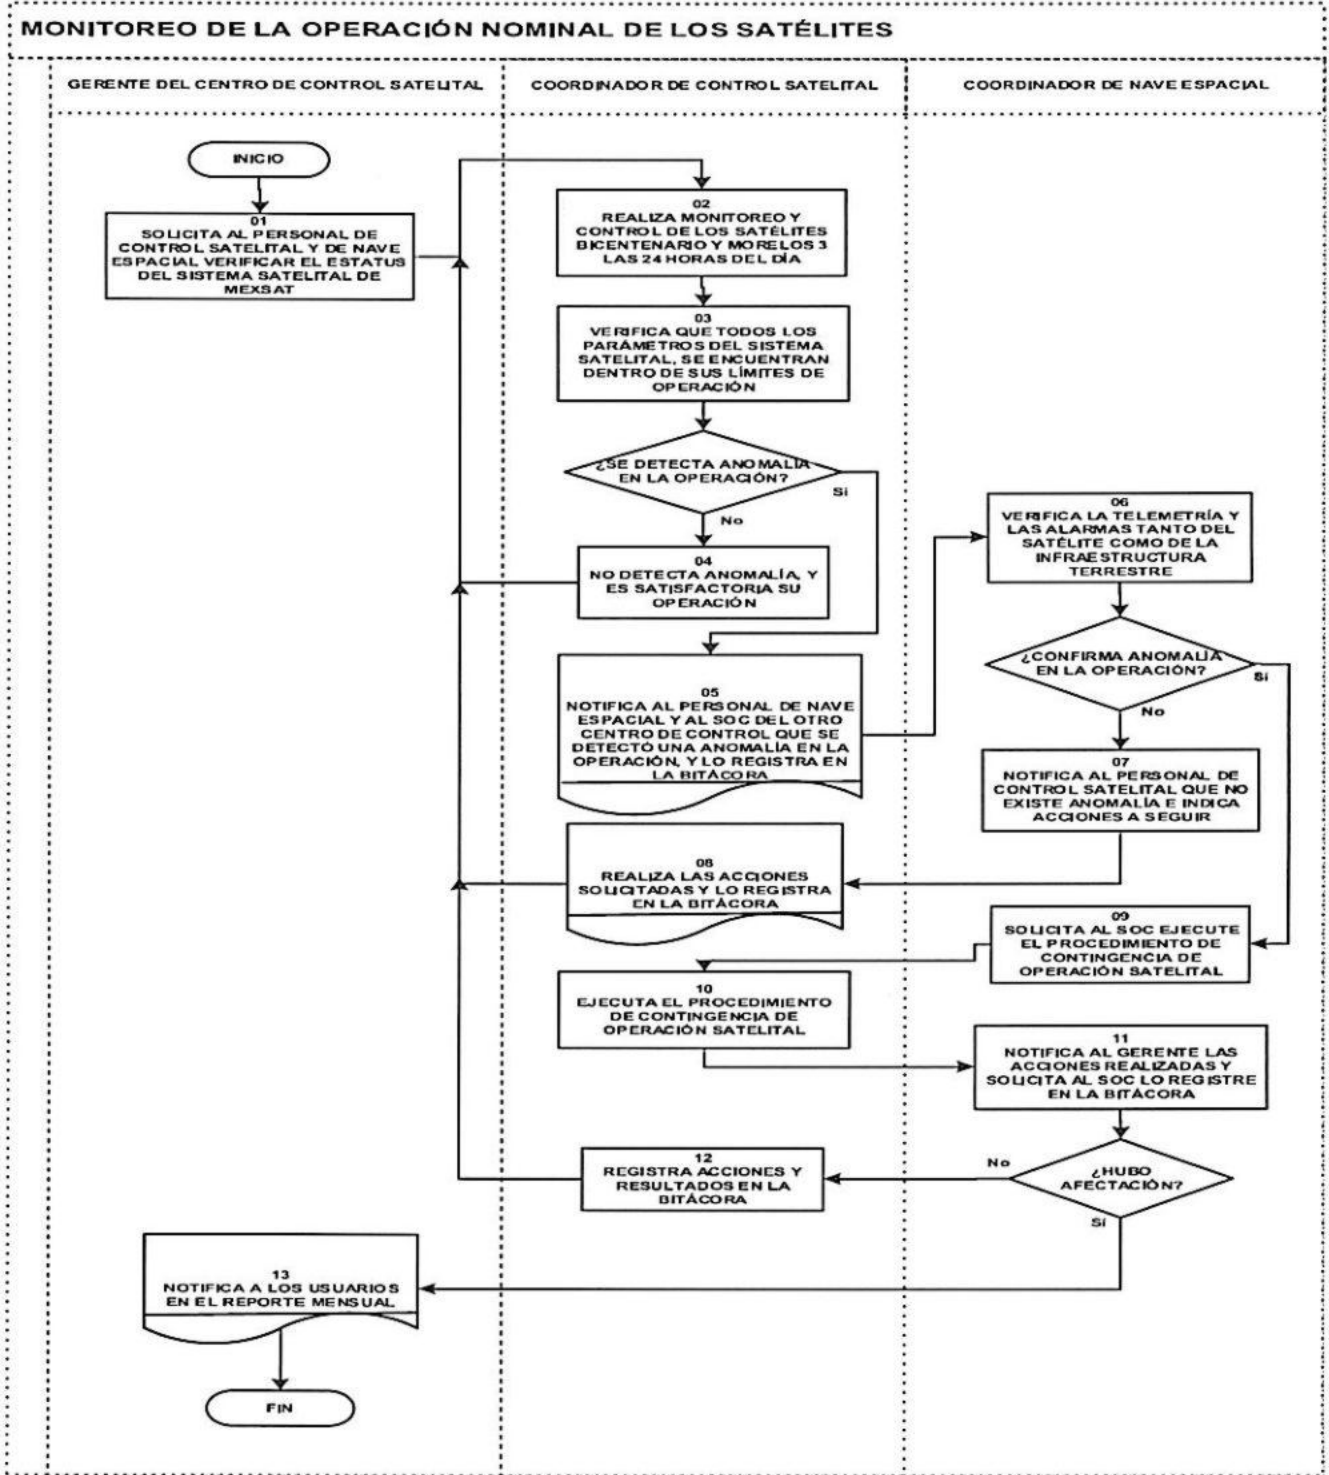 MONITOREO DE LA OPERACIÓN NOMINAL DE LOS SATÉLITES
GERENTE DEL CENTRO DE CONTROL SATELITAL
COORDINADOR DE CONTROL SATELITAL
COORDINADOR DE NAVE ESPACIAL
INICIO
01
SOLICITA AL PERSONAL DE
CONTROL SATELITAL Y DE NAVE
ESPACIAL VERIFICAR EL ESTATUS
DEL SISTEMA SATELITAL DE
MEXSAT
02
REALIZA MONITOREO Y
CONTROL DE LOS SATÉLITES
BICENTENARIO Y MORELOS 3
LAS 24 HORAS DEL DÍA
03
VERIFICA QUE TODOS LOS
PARÁMETROS DEL SISTEMA
SATELITAL, SE ENCUENTRAN
DENTRO DE SUS LÍMITES DE
OPERACIÓN
¿SE DETECTA ANOMALÍA
EN LA OPERACIÓN?
Sí
No
04
NO DETECTA ANOMALÍA, Y
ES SATISFACTORIA SU
OPERACIÓN
05
NOTIFICA AL PERSONAL DE NAVE
ESPACIAL Y AL SOC DEL OTRO
CENTRO DE CONTROL QUE SE
DETECTÓ UNA ANOMALÍA EN LA
OPERACIÓN, Y LO REGISTRA EN
LA BITÁCORA
06
VERIFICA LA TELEMETRÍA Y
LAS ALARMAS TANTO DEL
SATÉLITE COMO DE LA
INFRAESTRUCTURA
TERRESTRE
¿CONFIRMA ANOMALÍA
EN LA OPERACIÓN?
Sí
No
07
NOTIFICA AL PERSONAL DE
CONTROL SATELITAL QUE NO
EXISTE ANOMALÍA E INDICA
ACCIONES A SEGUIR
08
REALIZA LAS ACCIONES
SOLICITADAS Y LO REGISTRA
EN LA BITÁCORA
09
SOLICITA AL SOC EJECUTE
EL PROCEDIMIENTO DE
CONTINGENCIA DE
OPERACIÓN SATELITAL
10
EJECUTA EL PROCEDIMIENTO
DE CONTINGENCIA DE
OPERACIÓN SATELITAL
11
NOTIFICA AL GERENTE LAS
ACCIONES REALIZADAS Y
SOLICITA AL SOC LO REGISTRE
EN LA BITÁCORA
¿HUBO
AFECTACIÓN?
No
Sí
12
REGISTRA ACCIONES Y
RESULTADOS EN LA
BITÁCORA
13
NOTIFICA A LOS USUARIOS
EN EL REPORTE MENSUAL
FIN